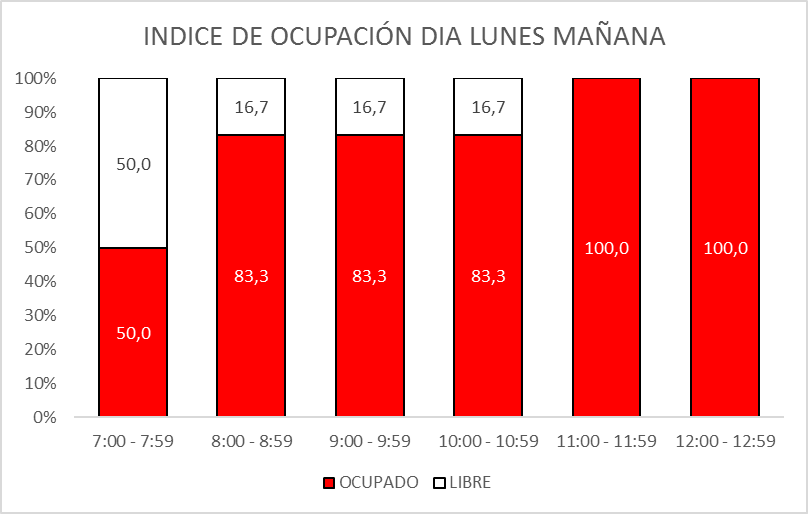 INDICE DE OCUPACIÓN DIA LUNES MAÑANA
100%
90%
80%
70%
60%
50%
40%
30%
20%
10%
0%
50,0
16,7
16,7
16,7
50,0
83,3
83,3
83,3
100,0
100,0
7:00 - 7:59
8:00 - 8:59
9:00 - 9:59
10:00 - 10:59
11:00 - 11:59
12:00 - 12:59
OCUPADO
LIBRE